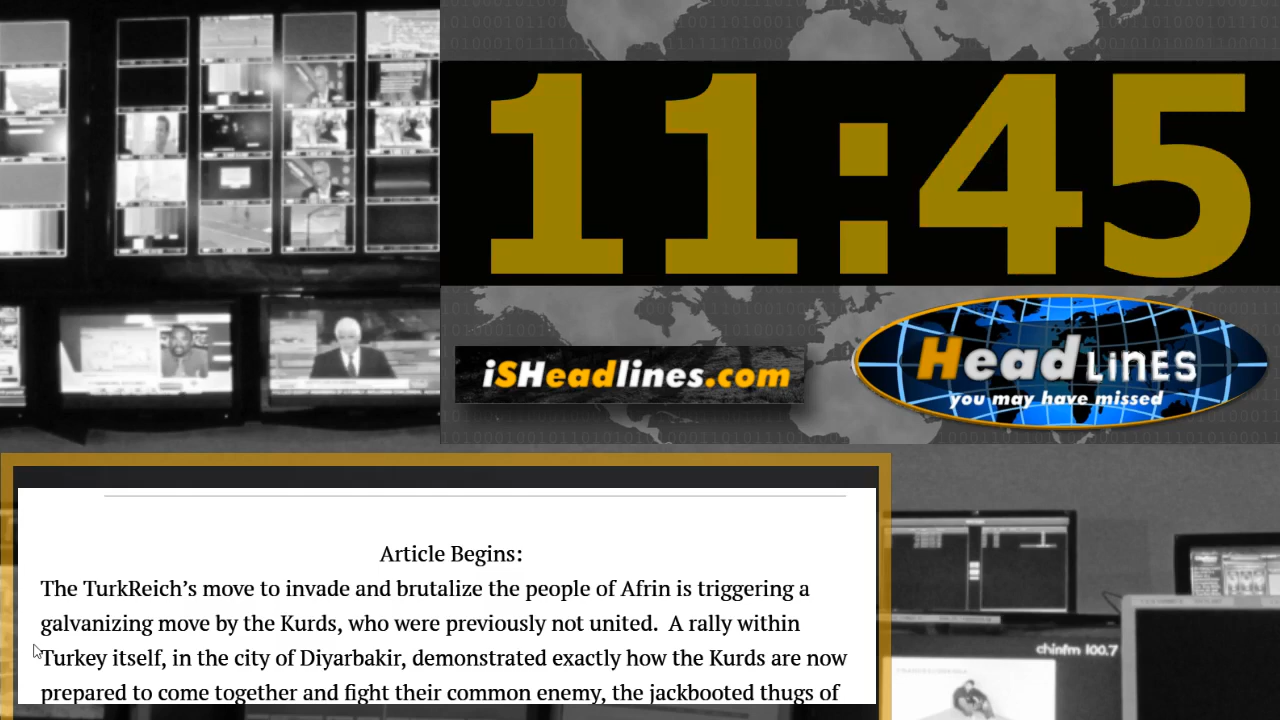 11:45
iSHeadlines.com
HeadLINES
you may have missed
Article Begins:
The TurkReich’s move to invade and brutalize the people of Afrin is triggering a
galvanizing move by the Kurds, who were previously not united.  A rally within
Turkey itself, in the city of Diyarbakir, demonstrated exactly how the Kurds are now
prepared to come together and fight their common enemy, the jackbooted thugs of
chinfm 100.7